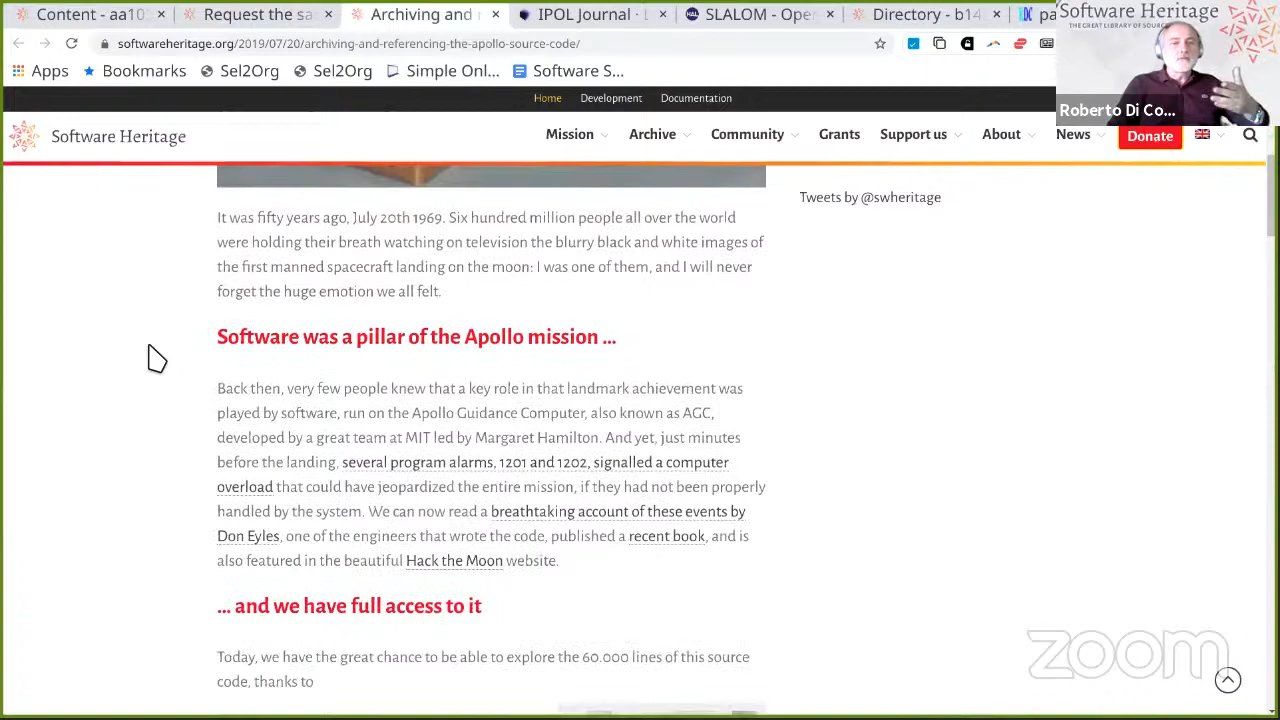 Content - aa10
Request the sa
Archiving and r
IPOL Journal · L
SLALOM - Ope
Directory - b14
pa
softwareheritage.org/2019/07/20/archiving-and-referencing-the-apollo-source-code/
Apps
Bookmarks
Sel2Org
Sel2Org
Simple Onl...
Software S...
Software Heritage
THE GREAT LIBRARY OF SOURCE
Roberto Di Co...
Home Development Documentation
Software Heritage
Mission Archive Community Grants Support us About News Donate
It was fifty years ago, July 20th 1969. Six hundred million people all over the world
were holding their breath watching on television the blurry black and white images of
the first manned spacecraft landing on the moon: I was one of them, and I will never
forget the huge emotion we all felt.
Tweets by @swheritage
Software was a pillar of the Apollo mission ...
Back then, very few people knew that a key role in that landmark achievement was
played by software, run on the Apollo Guidance Computer, also known as AGC,
developed by a great team at MIT led by Margaret Hamilton. And yet, just minutes
before the landing, several program alarms, 1201 and 1202, signalled a computer
overload that could have jeopardized the entire mission, if they had not been properly
handled by the system. We can now read a breathtaking account of these events by
Don Eyles, one of the engineers that wrote the code, published a recent book, and is
also featured in the beautiful Hack the Moon website.
... and we have full access to it
Today, we have the great chance to be able to explore the 60.000 lines of this source
code, thanks to
zoom